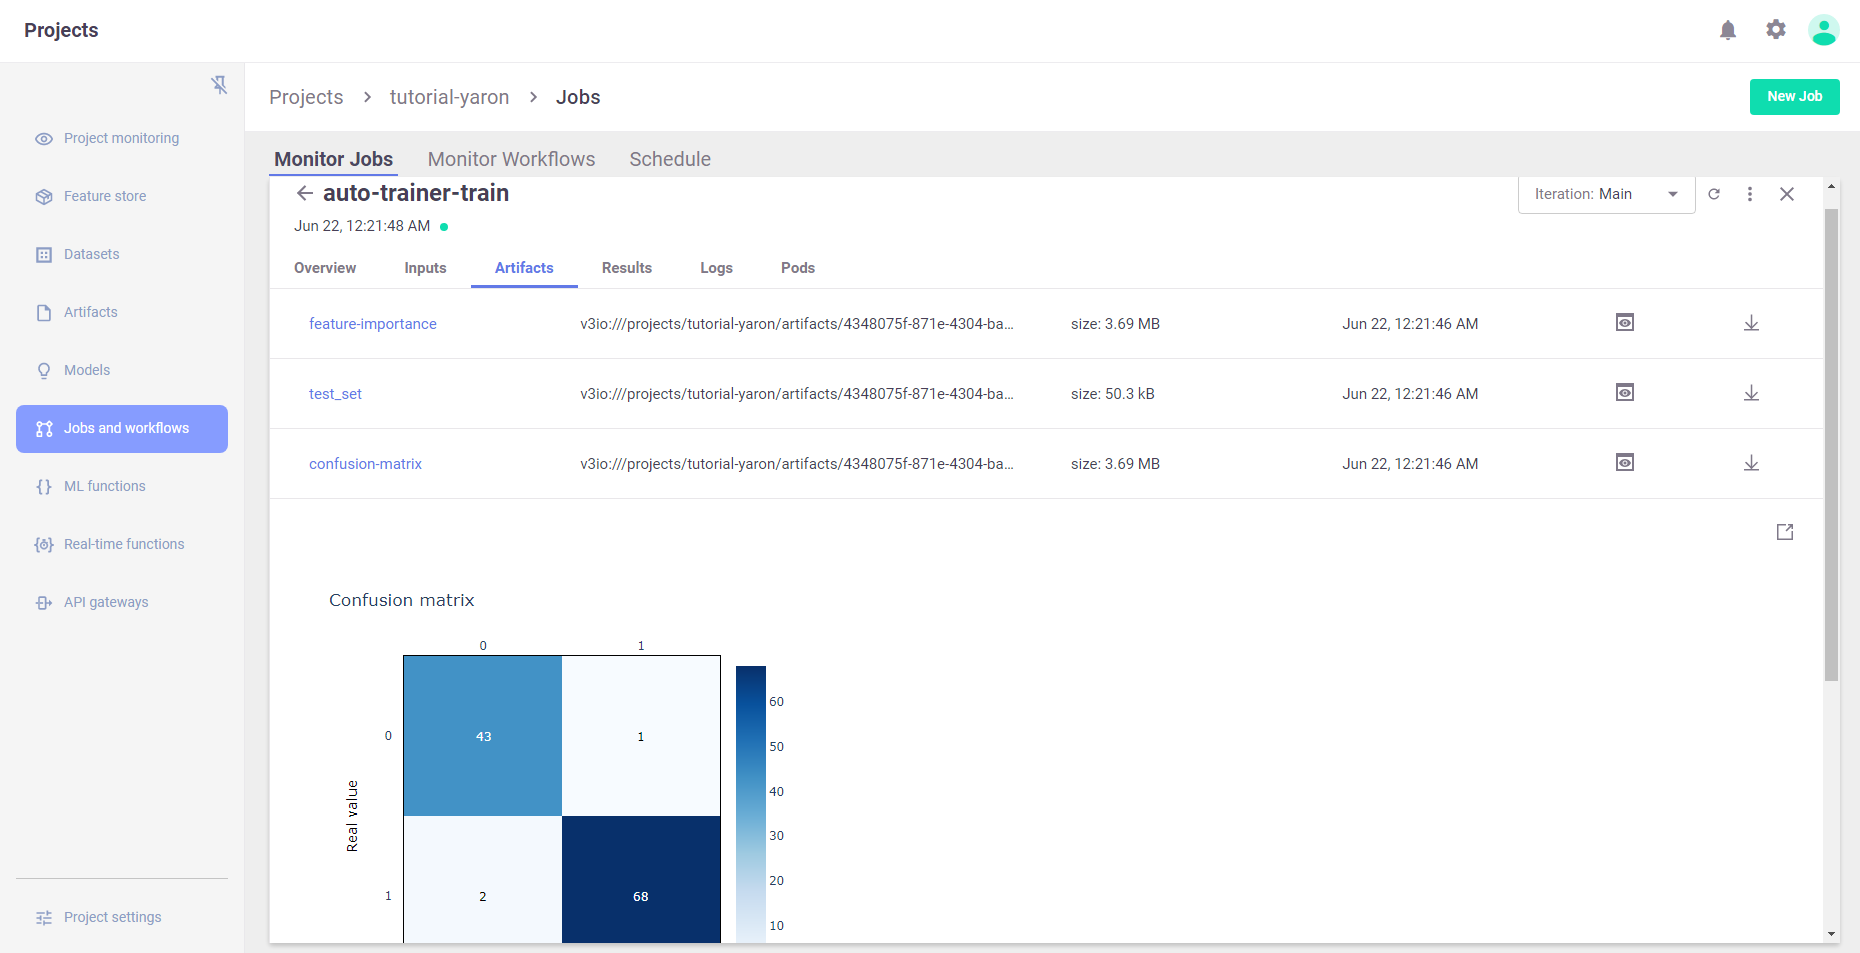 Projects
Projects > tutorial-yaron > Jobs
New Job
Project monitoring
Feature store
Datasets
Artifacts
Models
Jobs and workflows
ML functions
Real-time functions
API gateways
Project settings
Monitor Jobs Monitor Workflows Schedule
auto-trainer-train
Iteration: Main
Jun 22, 12:21:48 AM
Overview Inputs Artifacts Results Logs Pods
feature-importance v3io:///projects/tutorial-yaron/artifacts/4348075f-871e-4304-ba... size: 3.69 MB Jun 22, 12:21:46 AM
test_set v3io:///projects/tutorial-yaron/artifacts/4348075f-871e-4304-ba... size: 50.3 kB Jun 22, 12:21:46 AM
confusion-matrix v3io:///projects/tutorial-yaron/artifacts/4348075f-871e-4304-ba... size: 3.69 MB Jun 22, 12:21:46 AM
Confusion matrix
0 1
0 43 1
1 2 68
Real value
60
50
40
30
20
10